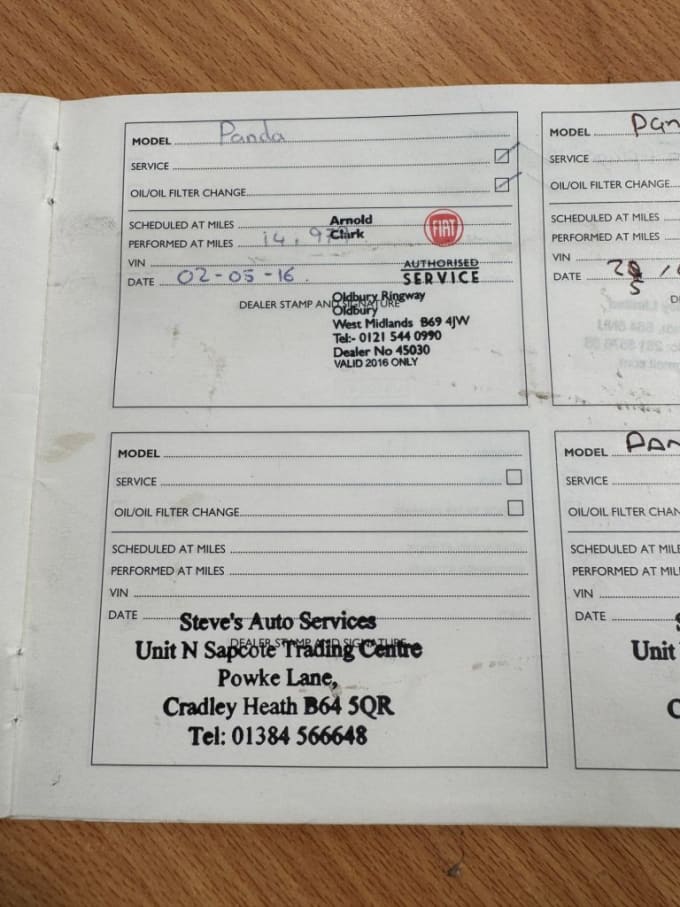 MODEL Panda
SERVICE
OIL/OIL FILTER CHANGE
SCHEDULED AT MILES
PERFORMED AT MILES 14,979
VIN
DATE 02-05-16
Arnold
Clark
FIAT
AUTHORISED
SERVICE
DEALER STAMP AND SIGNATURE
Oldbury Ringway
Oldbury
West Midlands B69 4JW
Tel:- 0121 544 0990
Dealer No 45030
VALID 2016 ONLY
MODEL Pan
SERVICE
OIL/OIL FILTER CHANGE
SCHEDULED AT MILES
PERFORMED AT MILES
VIN
DATE
MODEL
SERVICE
OIL/OIL FILTER CHANGE
SCHEDULED AT MILES
PERFORMED AT MILES
VIN
DATE
DEALER STAMP AND SIGNATURE
Steve's Auto Services
Unit N Sapcote Trading Centre
Powke Lane,
Cradley Heath B64 5QR
Tel: 01384 566648
MODEL PAN
SERVICE
OIL/OIL FILTER CHAN
SCHEDULED AT MILE
PERFORMED AT MIL
VIN
DATE
S
Unit
C